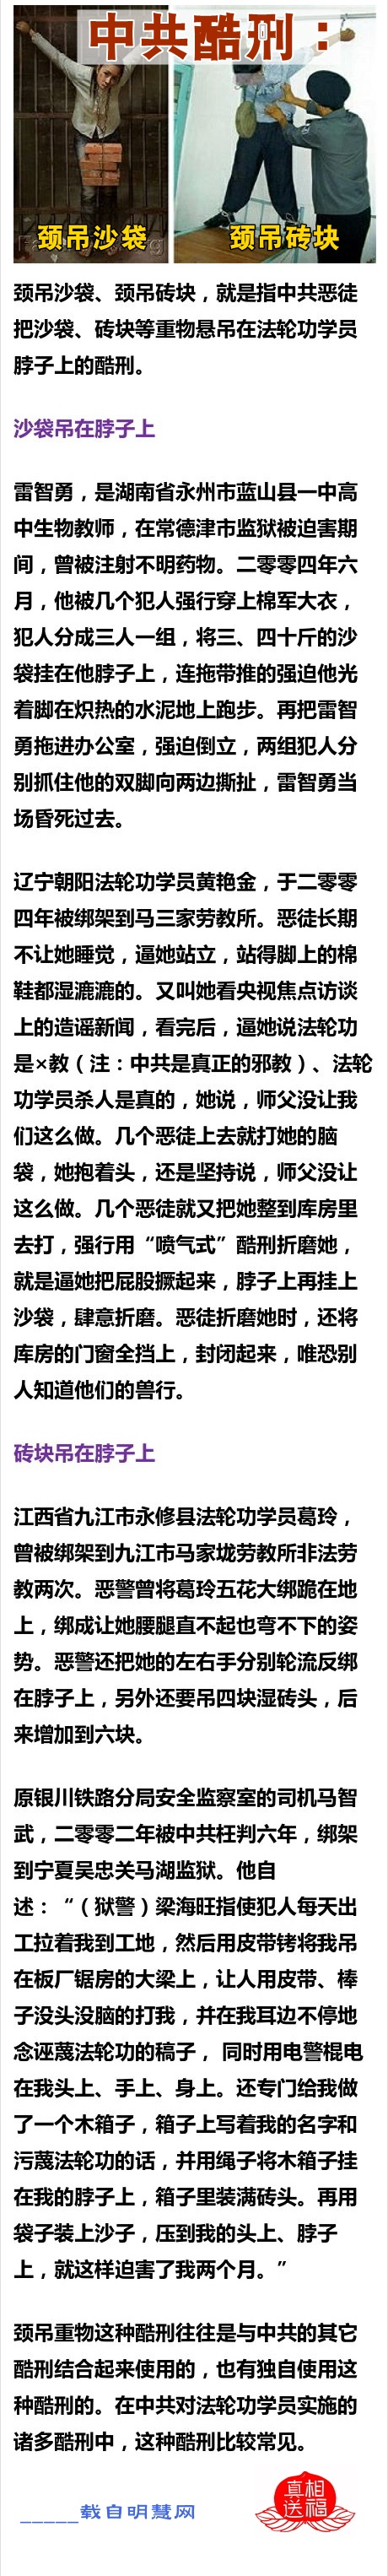 中共酷刑：
颈吊沙袋
颈吊砖块
颈吊沙袋、颈吊砖块，就是指中共恶徒
把沙袋、砖块等重物悬吊在法轮功学员
脖子上的酷刑。
沙袋吊在脖子上
雷智勇，是湖南省永州市蓝山县一中高
中生物教师，在常德津市监狱被迫害期
间，曾被注射不明药物。二零零四年六
月，他被几个犯人强行穿上棉军大衣，
犯人分成三人一组，将三、四十斤的沙
袋挂在他脖子上，连拖带推的强迫他光
着脚在炽热的水泥地上跑步。再把雷智
勇拖进办公室，强迫倒立，两组犯人分
别抓住他的双脚向两边撕扯，雷智勇当
场昏死过去。
辽宁朝阳法轮功学员黄艳金，于二零零
四年被绑架到马三家劳教所。恶徒长期
不让她睡觉，逼她站立，站得脚上的棉
鞋都湿漉漉的。又叫她看央视焦点访谈
上的造谣新闻，看完后，逼她说法轮功
是×教（注：中共是真正的邪教）、法轮
功学员杀人是真的，她说，师父没让我
们这么做。几个恶徒上去就打她的脑
袋，她抱着头，还是坚持说，师父没让
这么做。几个恶徒就又把她整到库房里
去打，强行用“喷气式”酷刑折磨她，
就是逼她把屁股撅起来，脖子上再挂上
沙袋，肆意折磨。恶徒折磨她时，还将
库房的门窗全挡上，封闭起来，唯恐别
人知道他们的兽行。
砖块吊在脖子上
江西省九江市永修县法轮功学员葛玲，
曾被绑架到九江市马家垅劳教所非法劳
教两次。恶警曾将葛玲五花大绑跪在地
上，绑成让她腰腿直不起也弯不下的姿
势。恶警还把她的左右手分别轮流反绑
在脖子上，另外还要吊四块湿砖头，后
来增加到六块。
原银川铁路分局安全监察室的司机马智
武，二零零二年被中共枉判六年，绑架
到宁夏吴忠关马湖监狱。他自
述：“（狱警）梁海旺指使犯人每天出
工拉着我到工地，然后用皮带铐将我吊
在板厂锯房的大梁上，让人用皮带、棒
子没头没脑的打我，并在我耳边不停地
念诬蔑法轮功的稿子， 同时用电警棍电
在我头上、手上、身上。还专门给我做
了一个木箱子，箱子上写着我的名字和
污蔑法轮功的话，并用绳子将木箱子挂
在我的脖子上，箱子里装满砖头。再用
袋子装上沙子，压到我的头上、脖子
上，就这样迫害了我两个月。”
颈吊重物这种酷刑往往是与中共的其它
酷刑结合起来使用的，也有独自使用这
种酷刑的。在中共对法轮功学员实施的
诸多酷刑中，这种酷刑比较常见。
_____载自明慧网
真相
送福